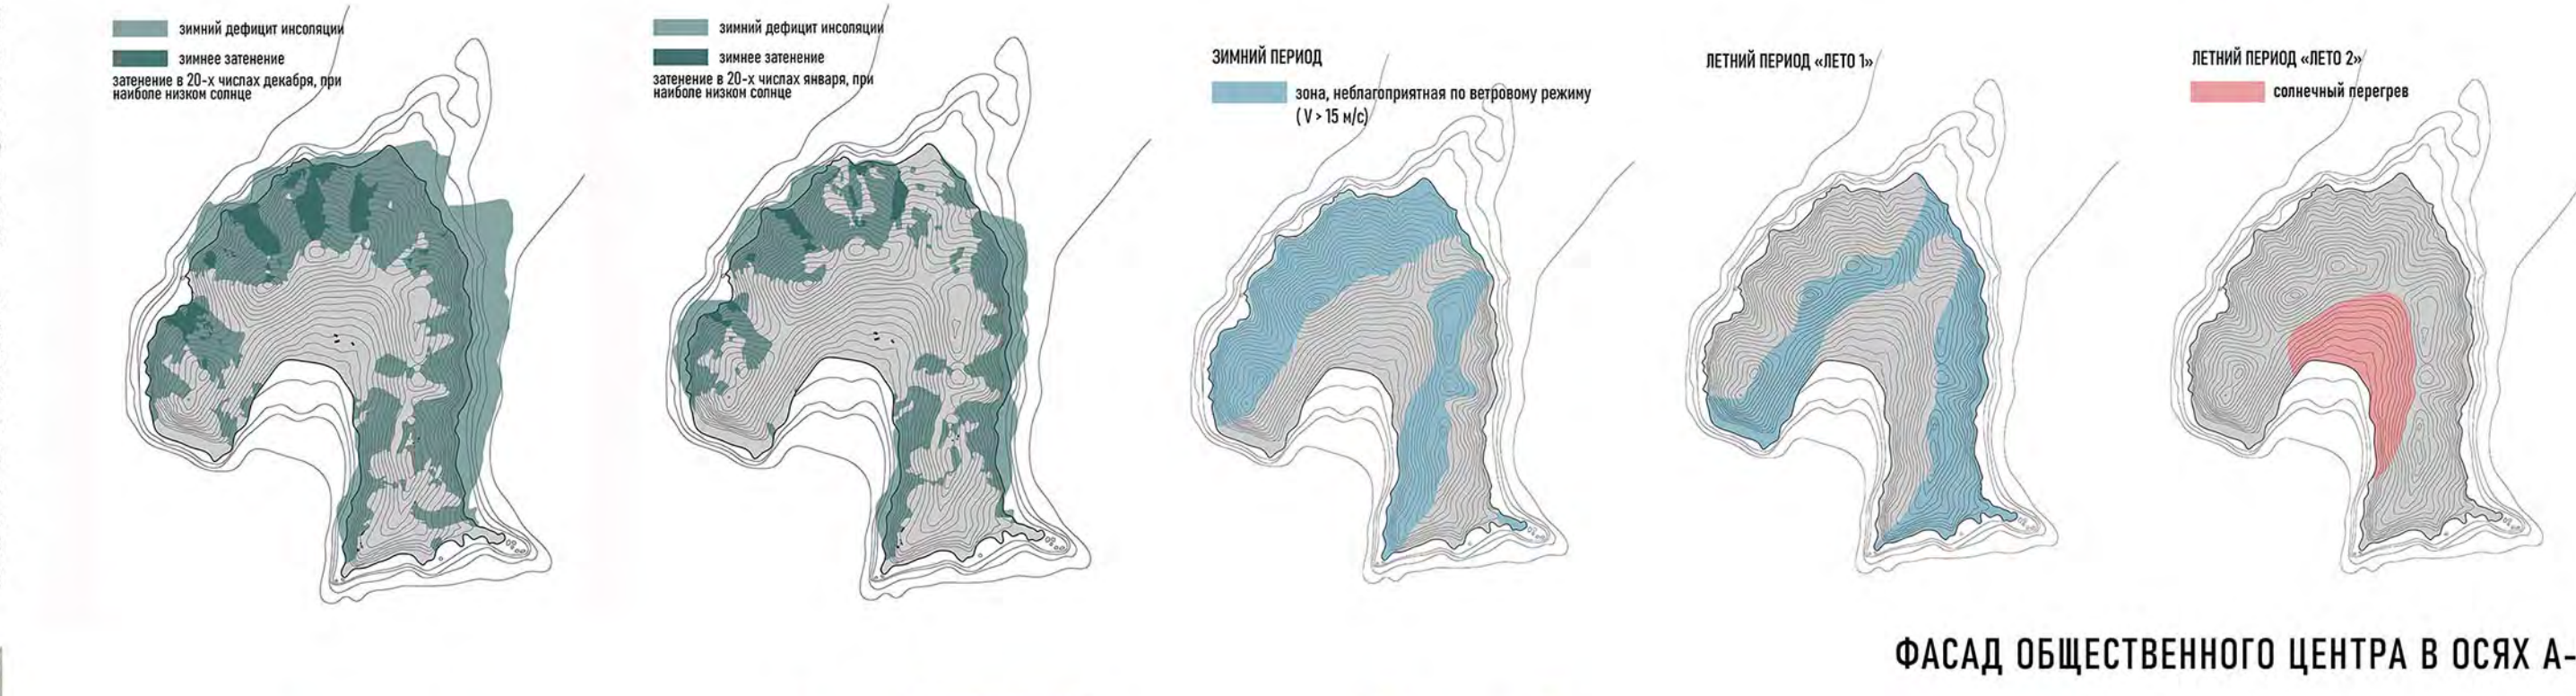 зимний дефицит инсоляции
зимнее затенение
затенение в 20-х числах декабря, при
наиболе низком солнце
зимний дефицит инсоляции
зимнее затенение
затенение в 20-х числах января, при
наиболе низком солнце
ЗИМНИЙ ПЕРИОД
зона, неблагоприятная по ветровому режиму
( V > 15 м/с)
ЛЕТНИЙ ПЕРИОД «ЛЕТО 1»
ЛЕТНИЙ ПЕРИОД «ЛЕТО 2»
солнечный перегрев
ФАСАД ОБЩЕСТВЕННОГО ЦЕНТРА В ОСЯХ А-